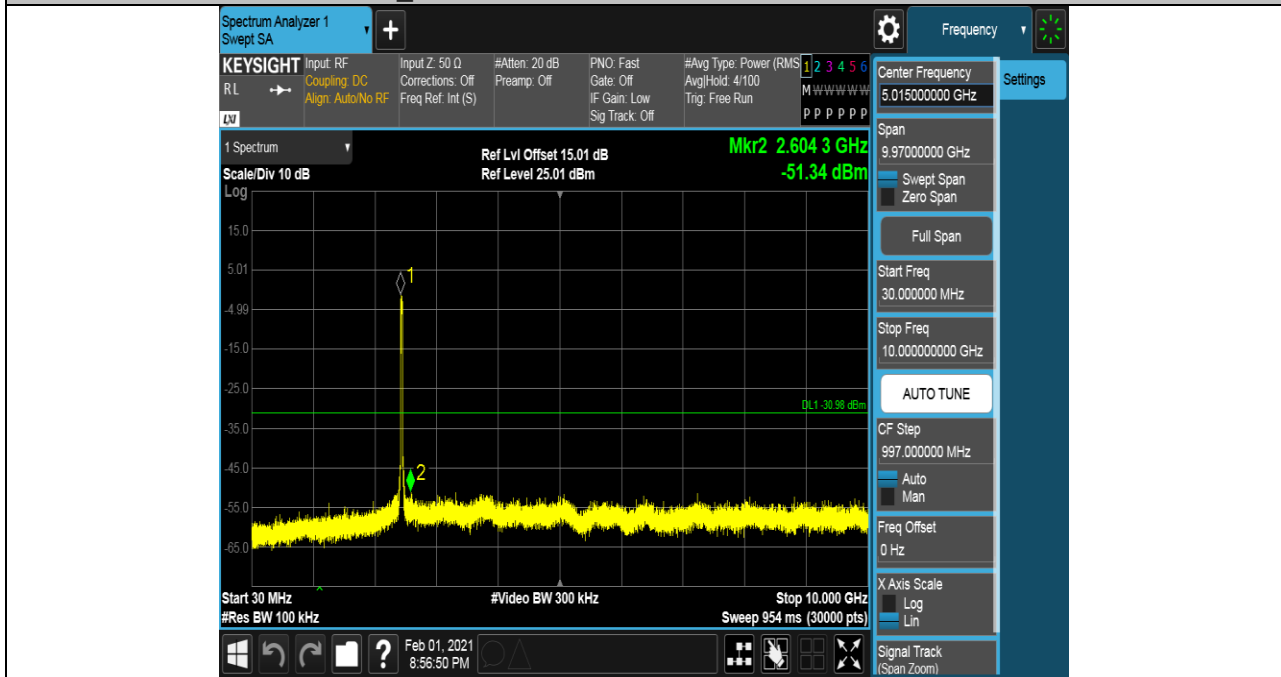 Spectrum Analyzer 1
Swept SA
+
Frequency
KEYSIGHT
RL
LXI
Input: RF
Coupling: DC
Align: Auto/No RF
Input Z: 50 Ω
Corrections: Off
Freq Ref: Int (S)
#Atten: 20 dB
Preamp: Off
PNO: Fast
Gate: Off
IF Gain: Low
Sig Track: Off
#Avg Type: Power (RMS
Avg|Hold: 4/100
Trig: Free Run
1 2 3 4 5 6
M W W W W W
P P P P P P
1 Spectrum
Scale/Div 10 dB
Ref Lvl Offset 15.01 dB
Ref Level 25.01 dBm
Mkr2 2.604 3 GHz
-51.34 dBm
Log
15.0
5.01
-4.99
-15.0
-25.0
-35.0
-45.0
-55.0
-65.0
1
2
DL1 -30.98 dBm
Start 30 MHz
#Res BW 100 kHz
#Video BW 300 kHz
Stop 10.000 GHz
Sweep 954 ms (30000 pts)
?
Feb 01, 2021
8:56:50 PM
Center Frequency
5.015000000 GHz
Span
9.97000000 GHz
Swept Span
Zero Span
Full Span
Start Freq
30.000000 MHz
Stop Freq
10.000000000 GHz
AUTO TUNE
CF Step
997.000000 MHz
Auto
Man
Freq Offset
0 Hz
X Axis Scale
Log
Lin
Signal Track
(Span Zoom)
Settings